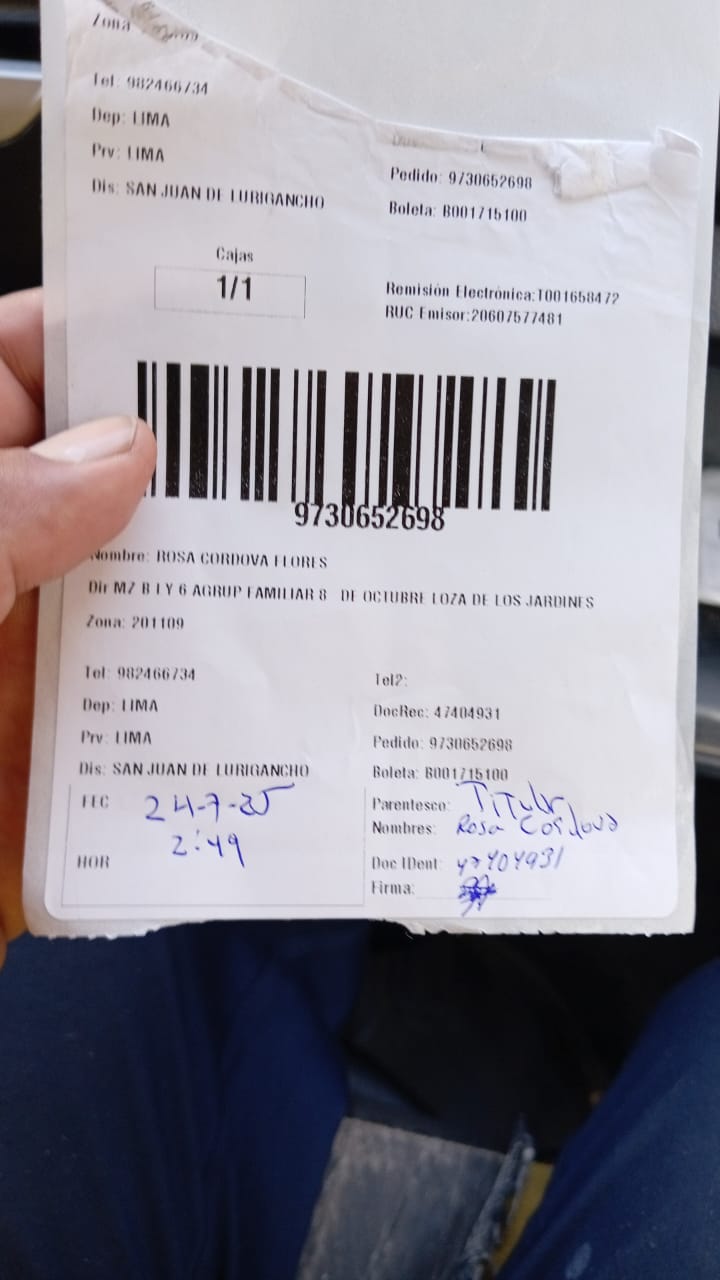 Zona
Tel: 982466734
Dep: LIMA
Prv: LIMA
Dis: SAN JUAN DE LURIGANCHO
Pedido: 9730652698
Boleta: B001715100
Cajas
1/1
Remisión Electrónica:T001658472
RUC Emisor:20607577481
9730652698
Nombre: ROSA CORDOVA FLORES
Dir MZ B LY 6 AGRUP FAMILIAR 8 DE OCTUBRE LOZA DE LOS JARDINES
Zona: 201109
Tel: 982466734
Tel2:
Dep: LIMA
DocRec: 47404931
Prv: LIMA
Pedido: 9730652698
Dis: SAN JUAN DE LURIGANCHO
Boleta: B001715100
FEC 24-7-25
Parentesco: Titular
Nombres: Rosa Cordova
HOR 2:49
Doc IDent: 47404931
Firma: